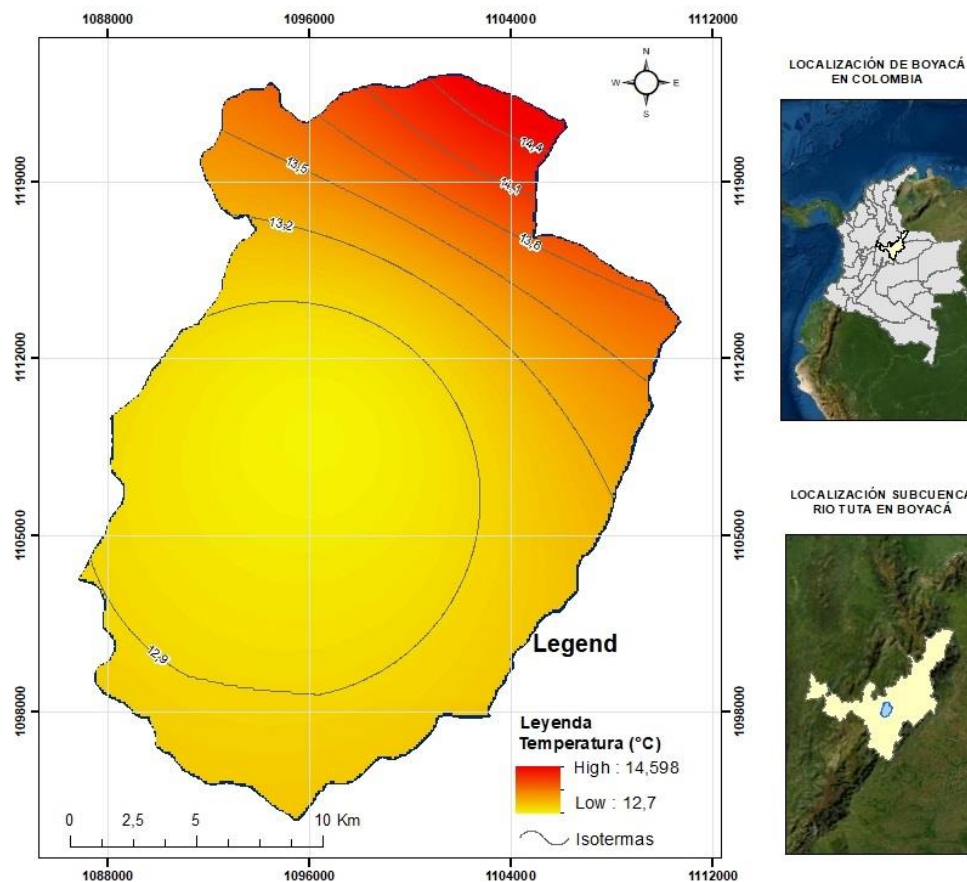 1088000
1096000
1104000
1112000
N
W
E
S
1119000
1112000
1105000
1098000
1119000
1112000
1105000
1098000
14,4
14,1
13,8
13,5
13,2
12,9
Legend
Leyenda
Temperatura (°C)
High : 14,598
Low : 12,7
Isotermas
0 2,5 5 10 Km
1088000
1096000
1104000
1112000
LOCALIZACIÓN DE BOYACÁ
EN COLOMBIA
LOCALIZACIÓN SUBCUENCA
RIO TUTA EN BOYACÁ